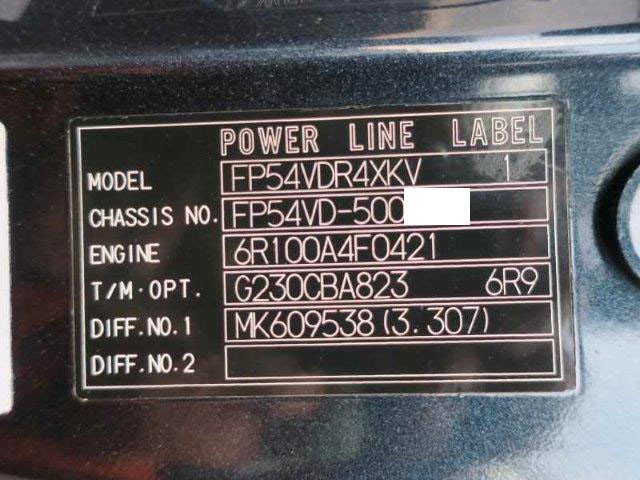 POWER LINE LABEL
MODEL FP54VDR4XKV 1
CHASSIS NO. FP54VD-500
ENGINE 6R100A4F0421
T/M·OPT. G230CBA823 6R9
DIFF.NO.1 MK609538(3.307)
DIFF.NO.2